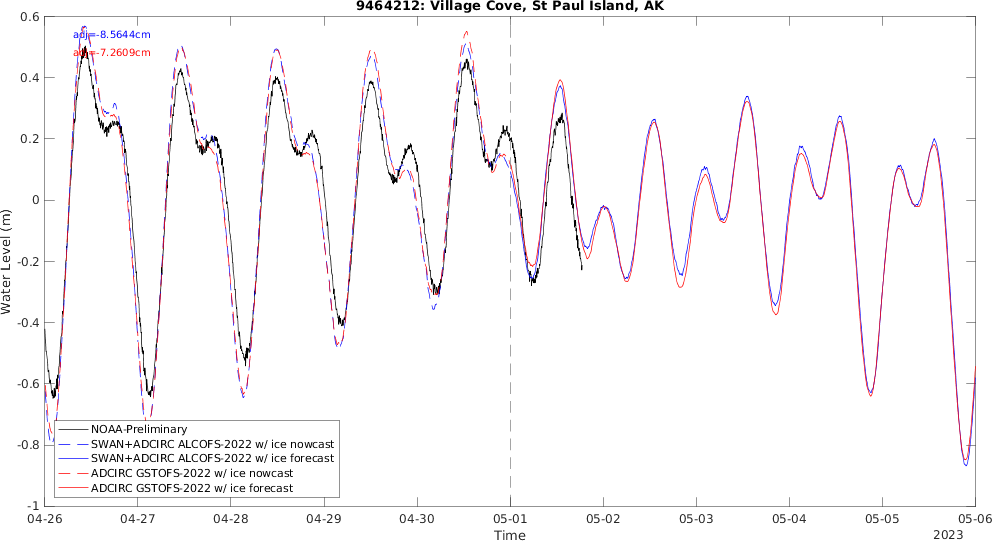 9464212: Village Cove, St Paul Island, AK
0.6
adj=-8.5644cm
adj=-7.2609cm
0.4
0.2
0
-0.2
-0.4
-0.6
-0.8
-1
Water Level (m)
NOAA-Preliminary
SWAN+ADCIRC ALCOFS-2022 w/ ice nowcast
SWAN+ADCIRC ALCOFS-2022 w/ ice forecast
ADCIRC GSTOFS-2022 w/ ice nowcast
ADCIRC GSTOFS-2022 w/ ice forecast
04-26 04-27 04-28 04-29 04-30 05-01 05-02 05-03 05-04 05-05 05-06
Time
2023